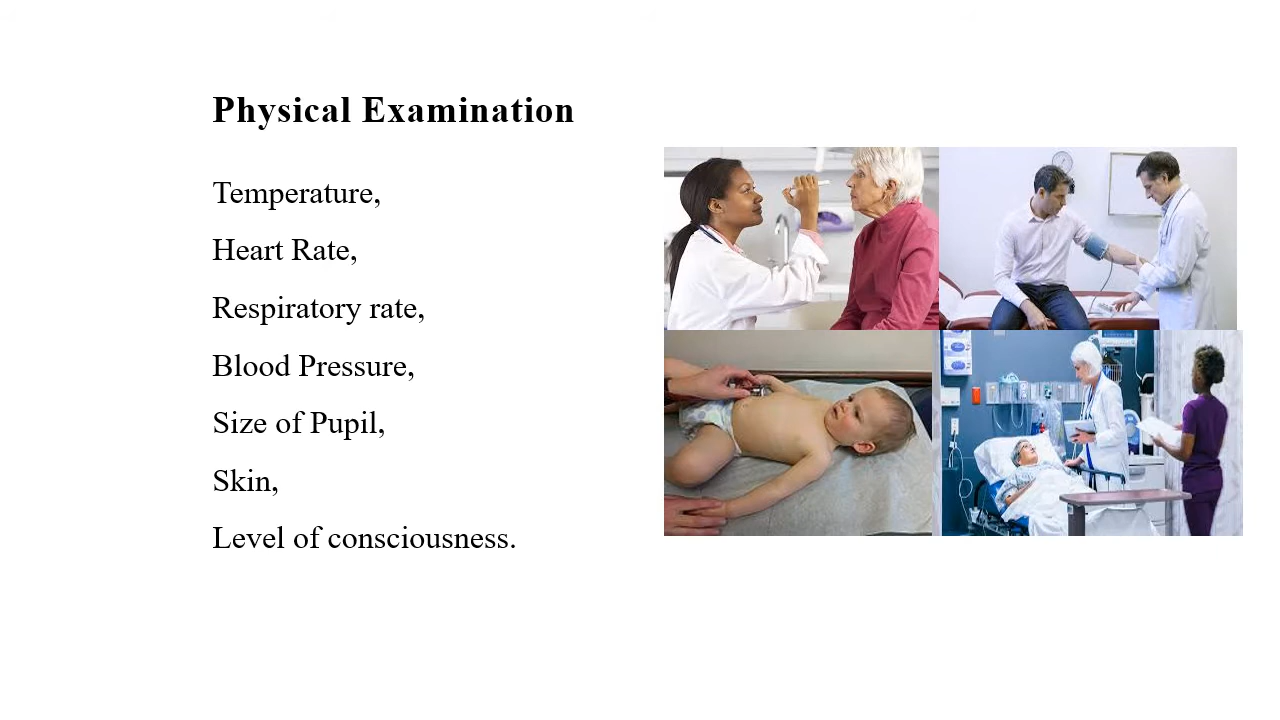 Physical Examination
Temperature,
Heart Rate,
Respiratory rate,
Blood Pressure,
Size of Pupil,
Skin,
Level of consciousness.